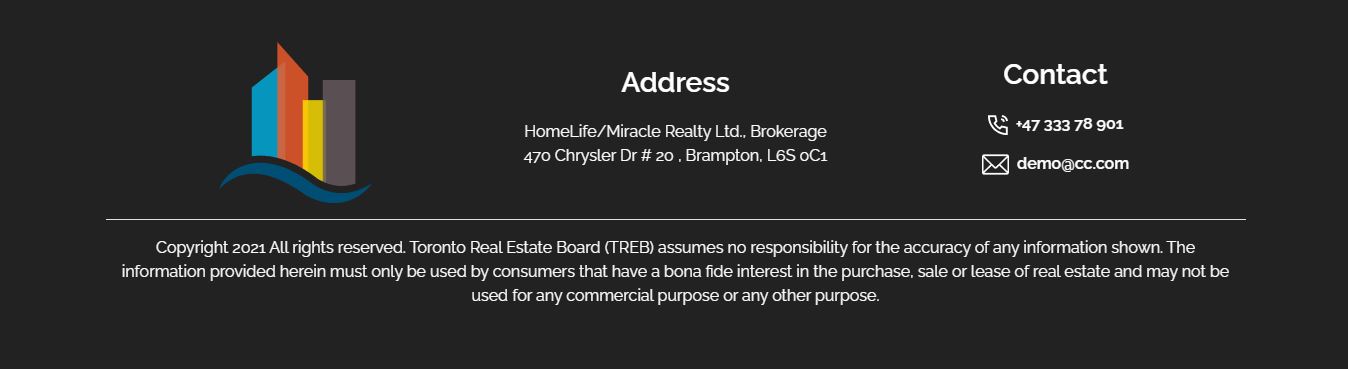 Address
HomeLife/Miracle Realty Ltd., Brokerage
470 Chrysler Dr # 20 , Brampton, L6S 0C1
Contact
+47 333 78 901
demo@cc.com
Copyright 2021 All rights reserved. Toronto Real Estate Board (TREB) assumes no responsibility for the accuracy of any information shown. The
information provided herein must only be used by consumers that have a bona fide interest in the purchase, sale or lease of real estate and may not be
used for any commercial purpose or any other purpose.